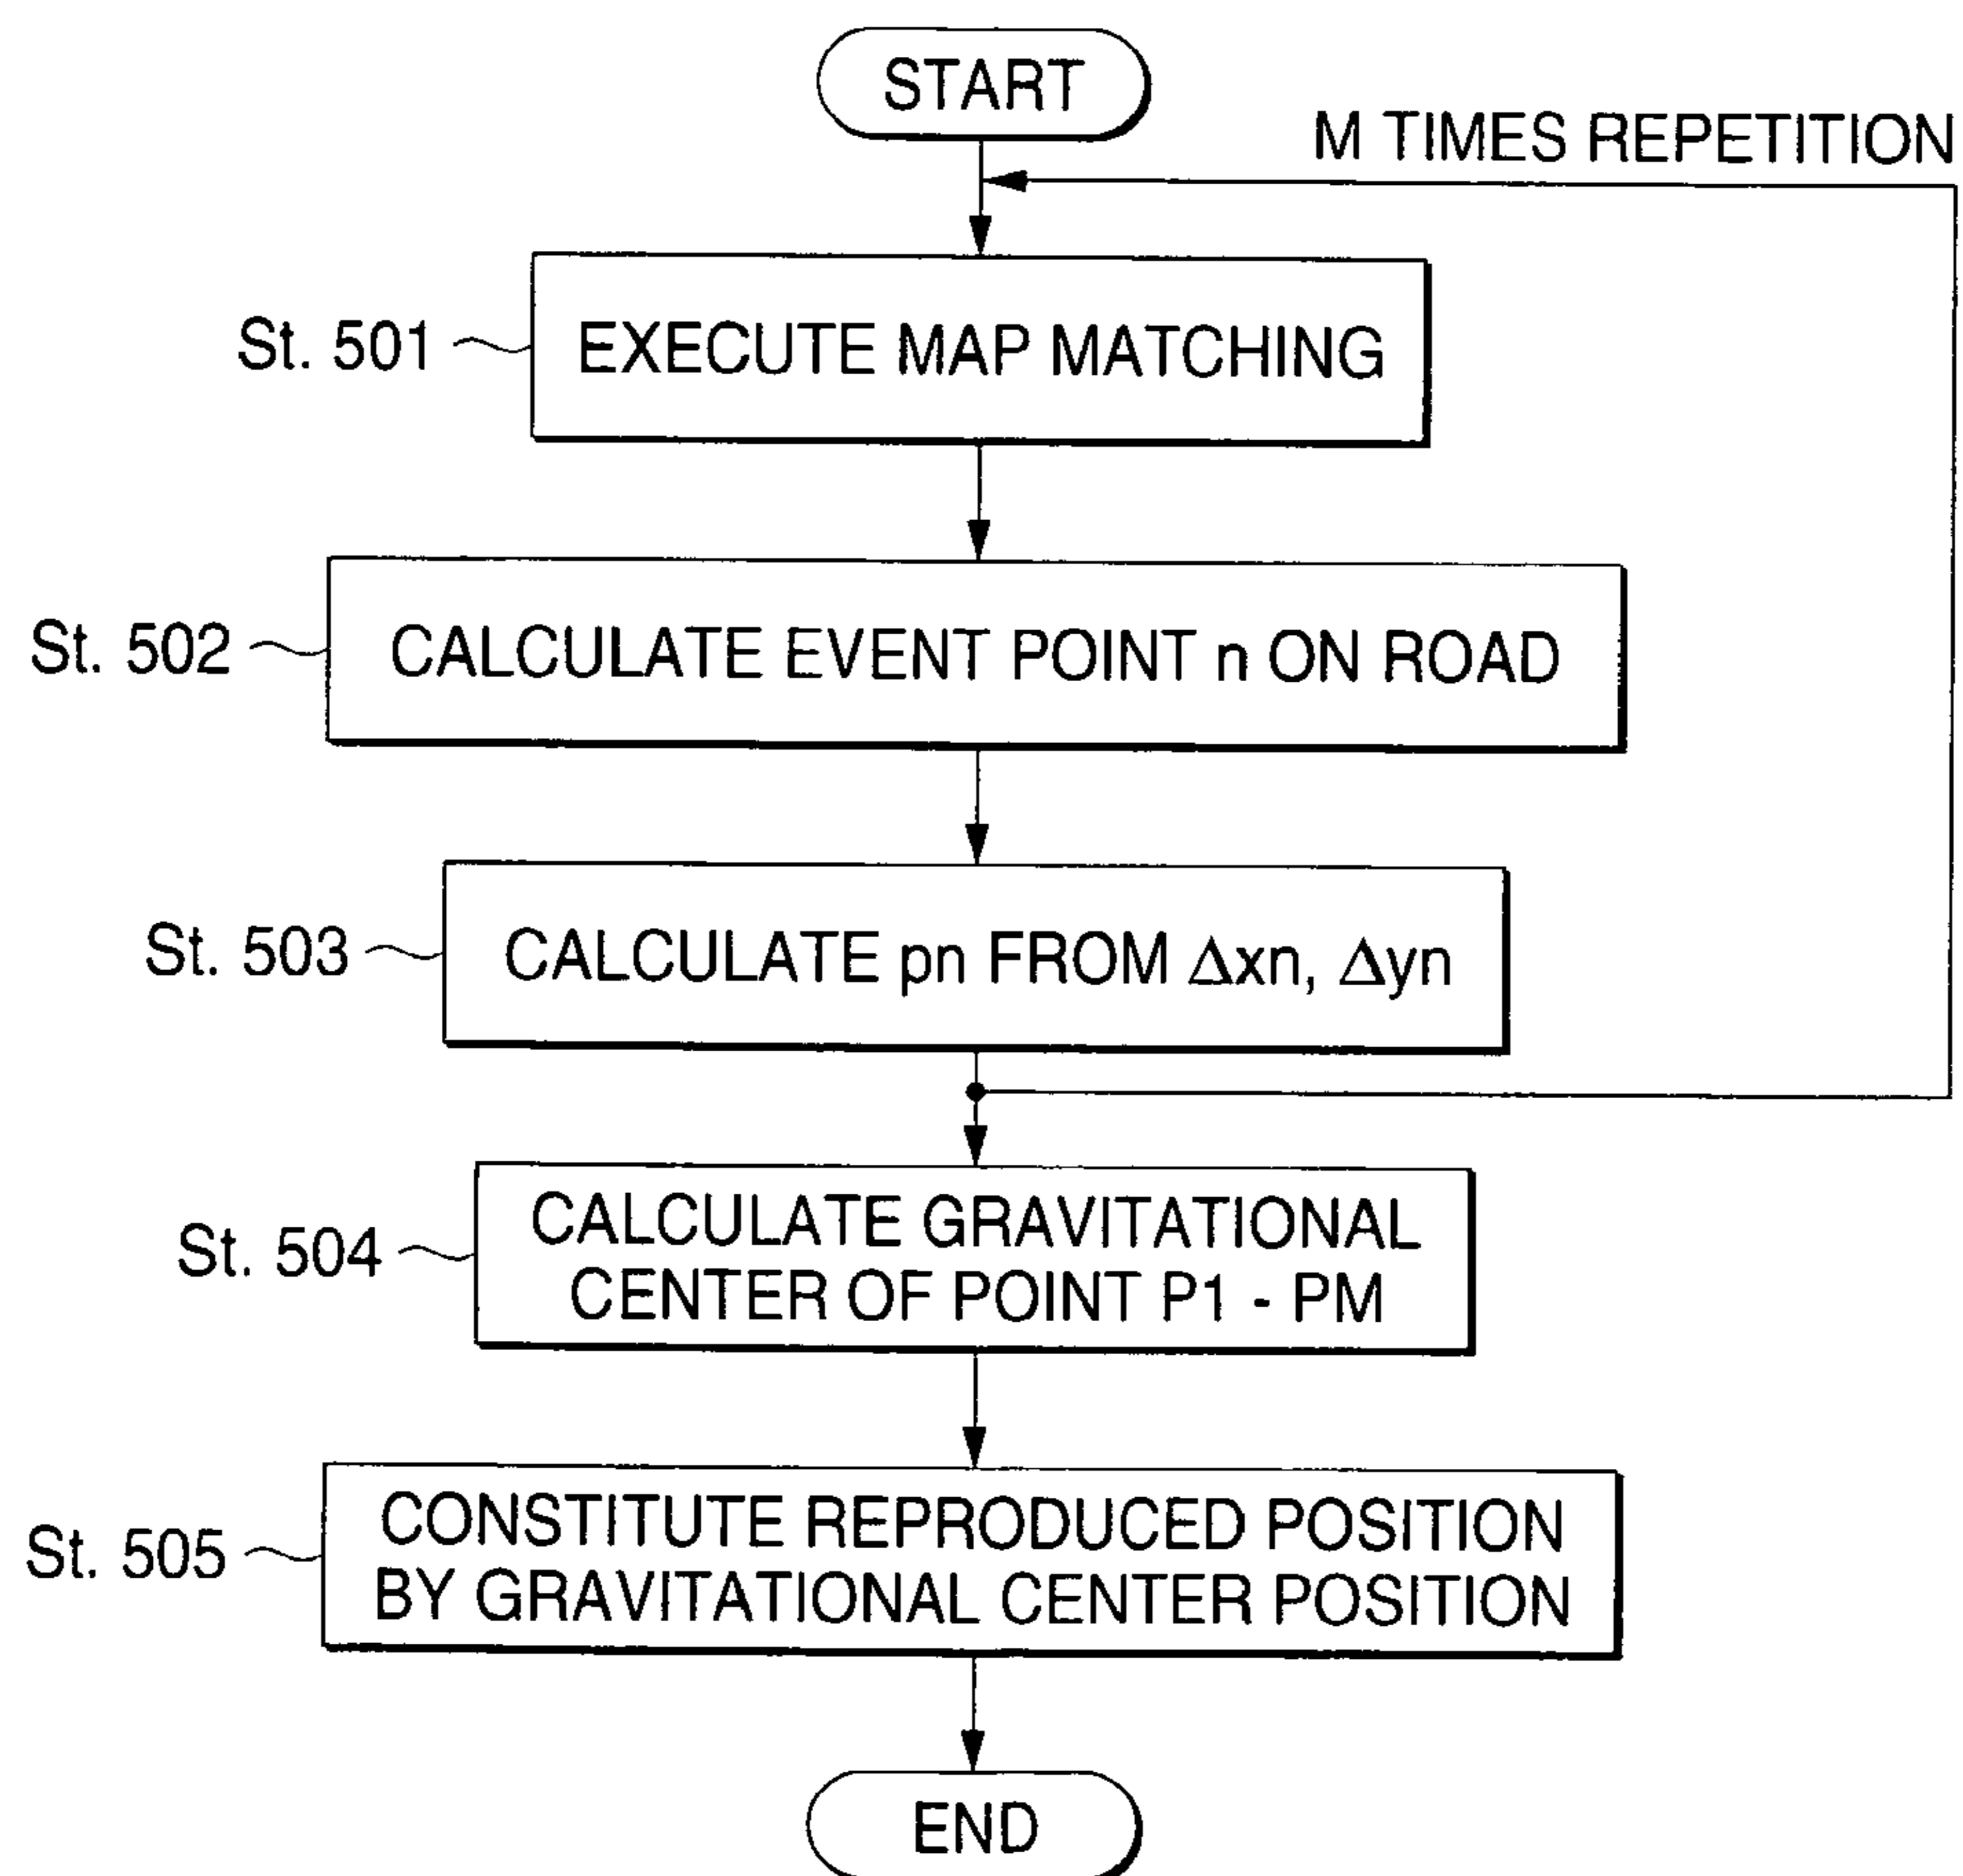 START
M TIMES REPETITION
St. 501
EXECUTE MAP MATCHING
St. 502
CALCULATE EVENT POINT n ON ROAD
St. 503
CALCULATE pn FROM Δxn, Δyn
St. 504
CALCULATE GRAVITATIONAL
CENTER OF POINT P1 - PM
St. 505
CONSTITUTE REPRODUCED POSITION
BY GRAVITATIONAL CENTER POSITION
END